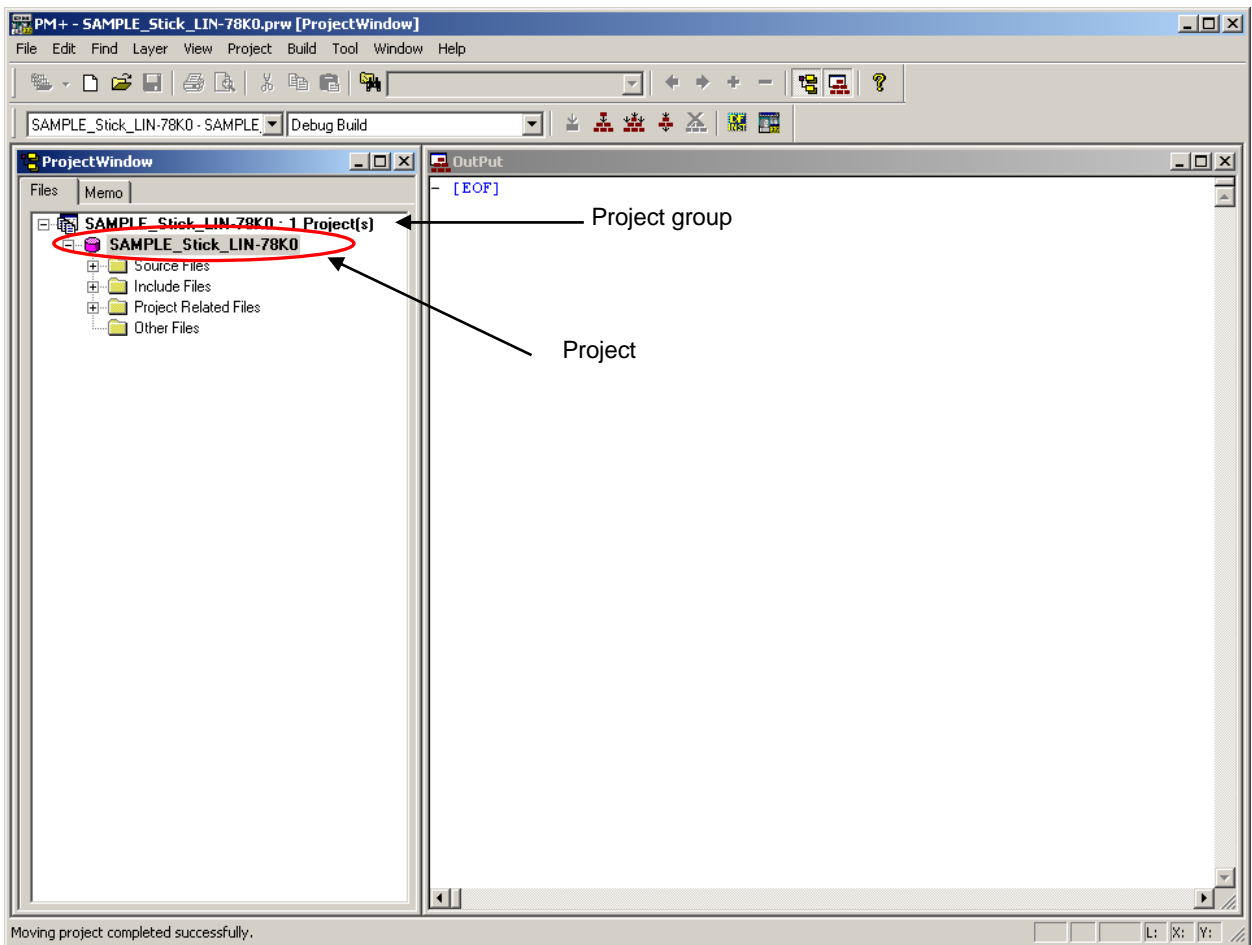 PM+ - SAMPLE_Stick_LIN-78K0.prw [ProjectWindow]
File Edit Find Layer View Project Build Tool Window Help
SAMPLE_Stick_LIN-78K0 - SAMPLE_ Debug Build
ProjectWindow
Files Memo
SAMPLE_Stick_LIN-78K0 : 1 Project(s)
SAMPLE_Stick_LIN-78K0
Source Files
Include Files
Project Related Files
Other Files
OutPut
[EOF]
Project group
Project
Moving project completed successfully.
L: X: Y: